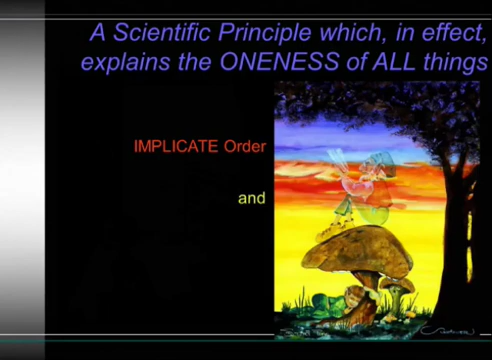 A Scientific Principle which, in effect,
explains the ONENESS of ALL things
IMPLICATE Order
and